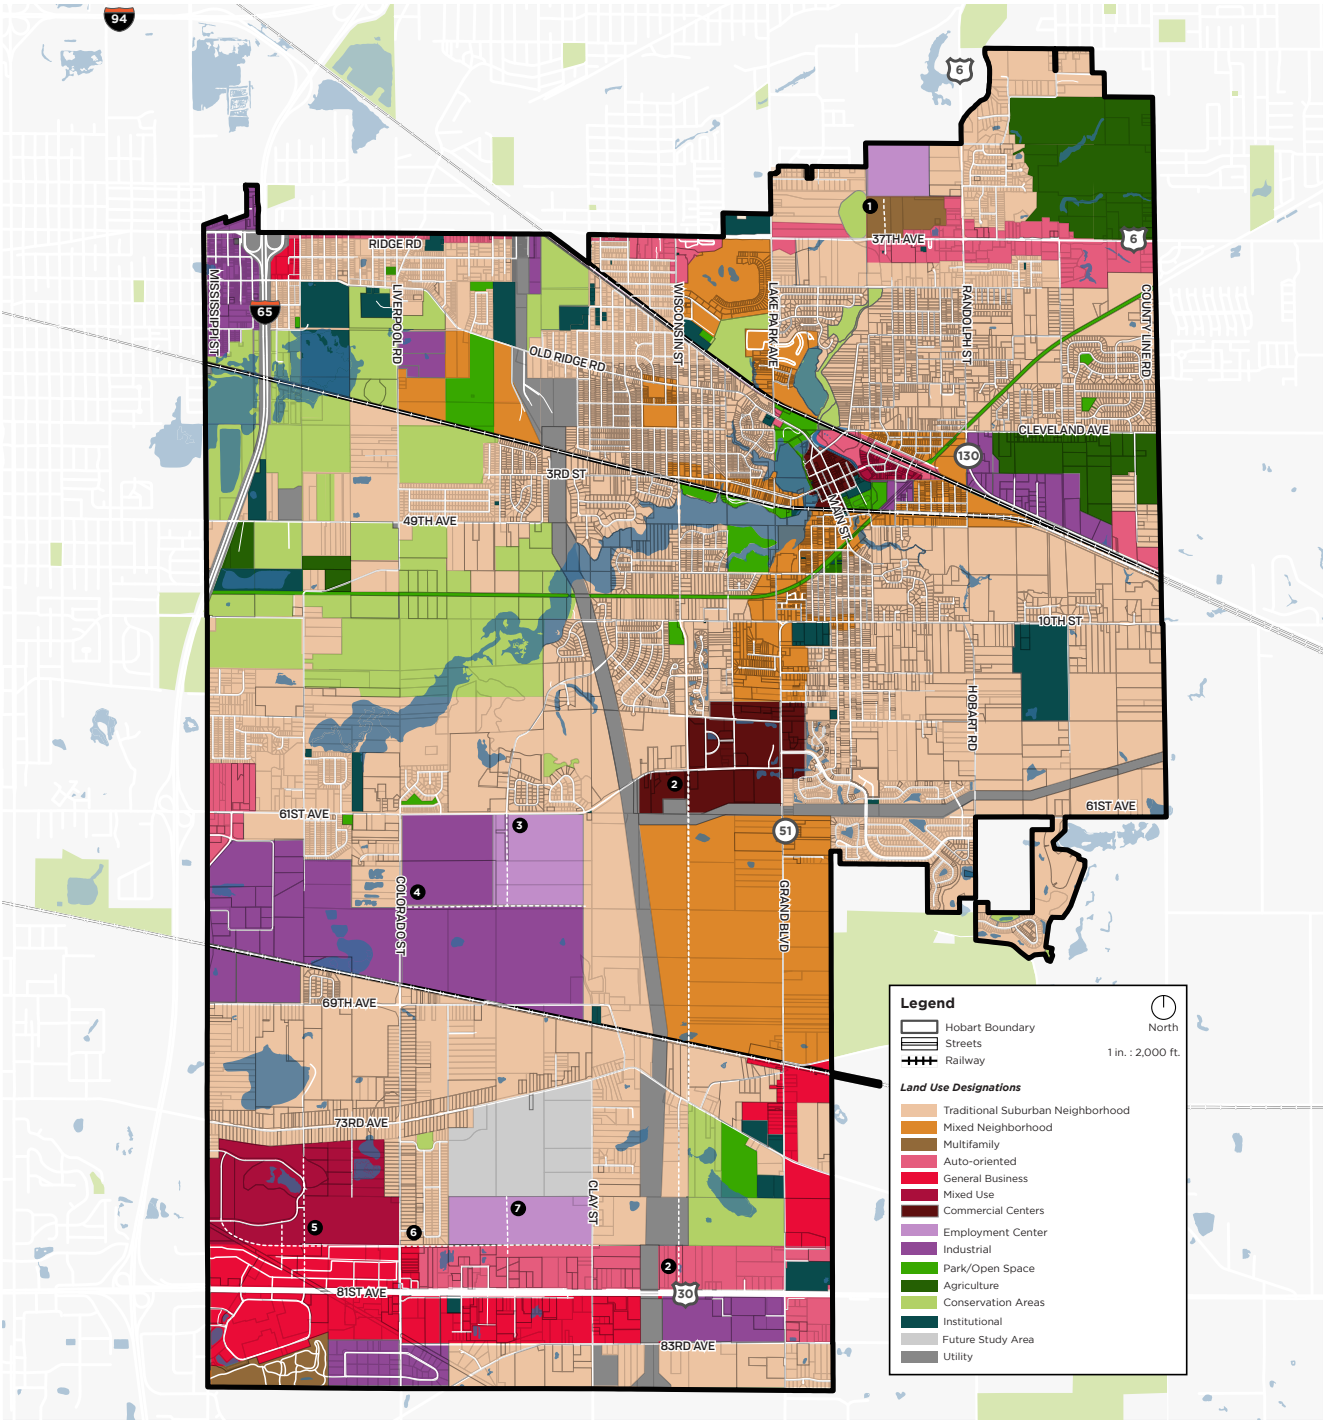 94
6
1
37TH AVE
6
RIDGE RD
MISSISSIPPI ST
65
LIVERPOOL RD
WISCONSIN ST
LAKE PARK AVE
RANDOLPH ST
COUNTY LINE RD
OLD RIDGE RD
CLEVELAND AVE
130
3RD ST
MAIN ST
49TH AVE
10TH ST
HOBART RD
2
61ST AVE
61ST AVE
3
51
4
COLORADO ST
GRAND BLVD
69TH AVE
73RD AVE
CLAY ST
7
5
6
2
81ST AVE
30
83RD AVE
Legend
Hobart Boundary
Streets
Railway
North
1 in. : 2,000 ft.
Land Use Designations
Traditional Suburban Neighborhood
Mixed Neighborhood
Multifamily
Auto-oriented
General Business
Mixed Use
Commercial Centers
Employment Center
Industrial
Park/Open Space
Agriculture
Conservation Areas
Institutional
Future Study Area
Utility